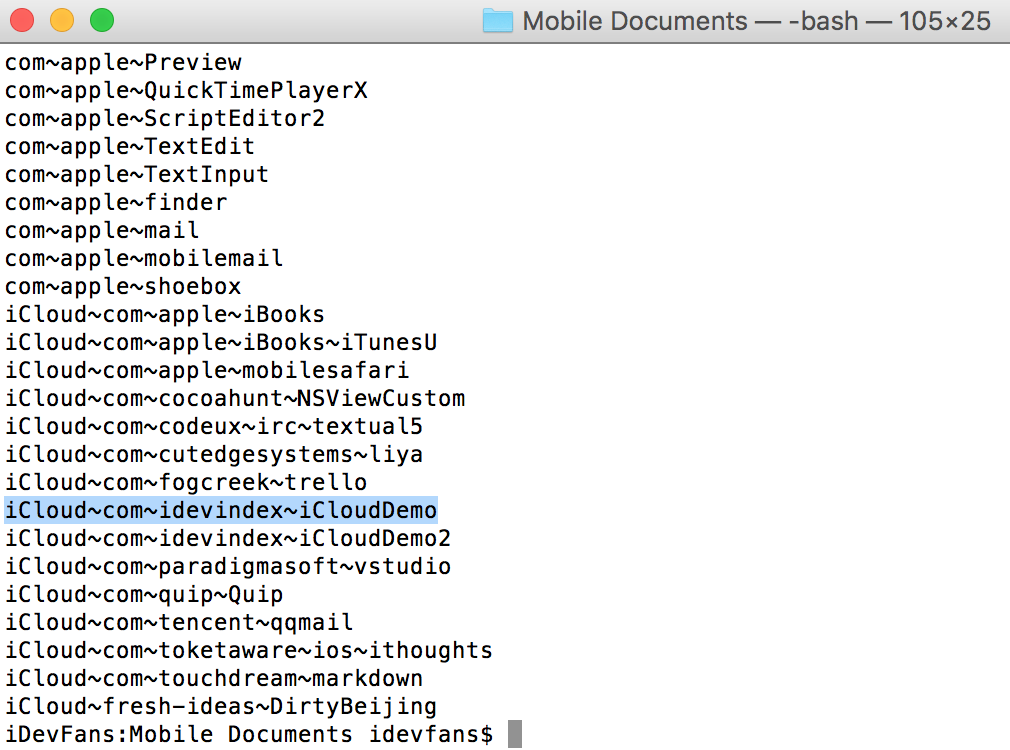 Mobile Documents — -bash — 105×25
com~apple~Preview
com~apple~QuickTimePlayerX
com~apple~ScriptEditor2
com~apple~TextEdit
com~apple~TextInput
com~apple~finder
com~apple~mail
com~apple~mobilemail
com~apple~shoebox
iCloud~com~apple~iBooks
iCloud~com~apple~iBooks~iTunesU
iCloud~com~apple~mobilesafari
iCloud~com~cocoahunt~NSViewCustom
iCloud~com~codeux~irc~textual5
iCloud~com~cutedgesystems~liya
iCloud~com~fogcreek~trello
iCloud~com~idevindex~iCloudDemo
iCloud~com~idevindex~iCloudDemo2
iCloud~com~paradigmasoft~vstudio
iCloud~com~quip~Quip
iCloud~com~tencent~qqmail
iCloud~com~toketaware~ios~ithoughts
iCloud~com~touchdream~markdown
iCloud~fresh-ideas~DirtyBeijing
iDevFans:Mobile Documents idevfans$